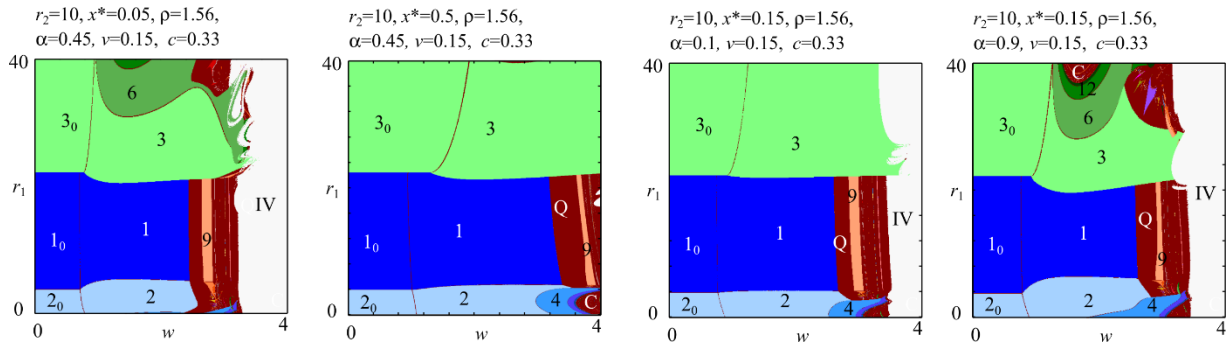 r₂=10, x*=0.05, ρ=1.56,
α=0.45, v=0.15, c=0.33
40
3₀
6
3
r₁
IV
1₀
1
9
2₀
2
0
0
w
4
r₂=10, x*=0.5, ρ=1.56,
α=0.45, v=0.15, c=0.33
40
3₀
3
r₁
Q
1₀
1
9
2₀
2
4
C
0
0
w
4
r₂=10, x*=0.15, ρ=1.56,
α=0.1, v=0.15, c=0.33
40
3₀
3
r₁
9
IV
1₀
1
Q
2₀
2
4
0
0
w
4
r₂=10, x*=0.15, ρ=1.56,
α=0.9, v=0.15, c=0.33
40
C
12
3₀
6
3
r₁
IV
Q
1₀
1
9
2₀
2
4
0
0
w
4